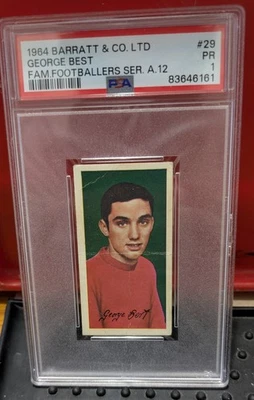 1964 BARRATT & CO. LTD #29
GEORGE BEST PR
FAM.FOOTBALLERS SER. A.12 1
PSA 83646161
George Best